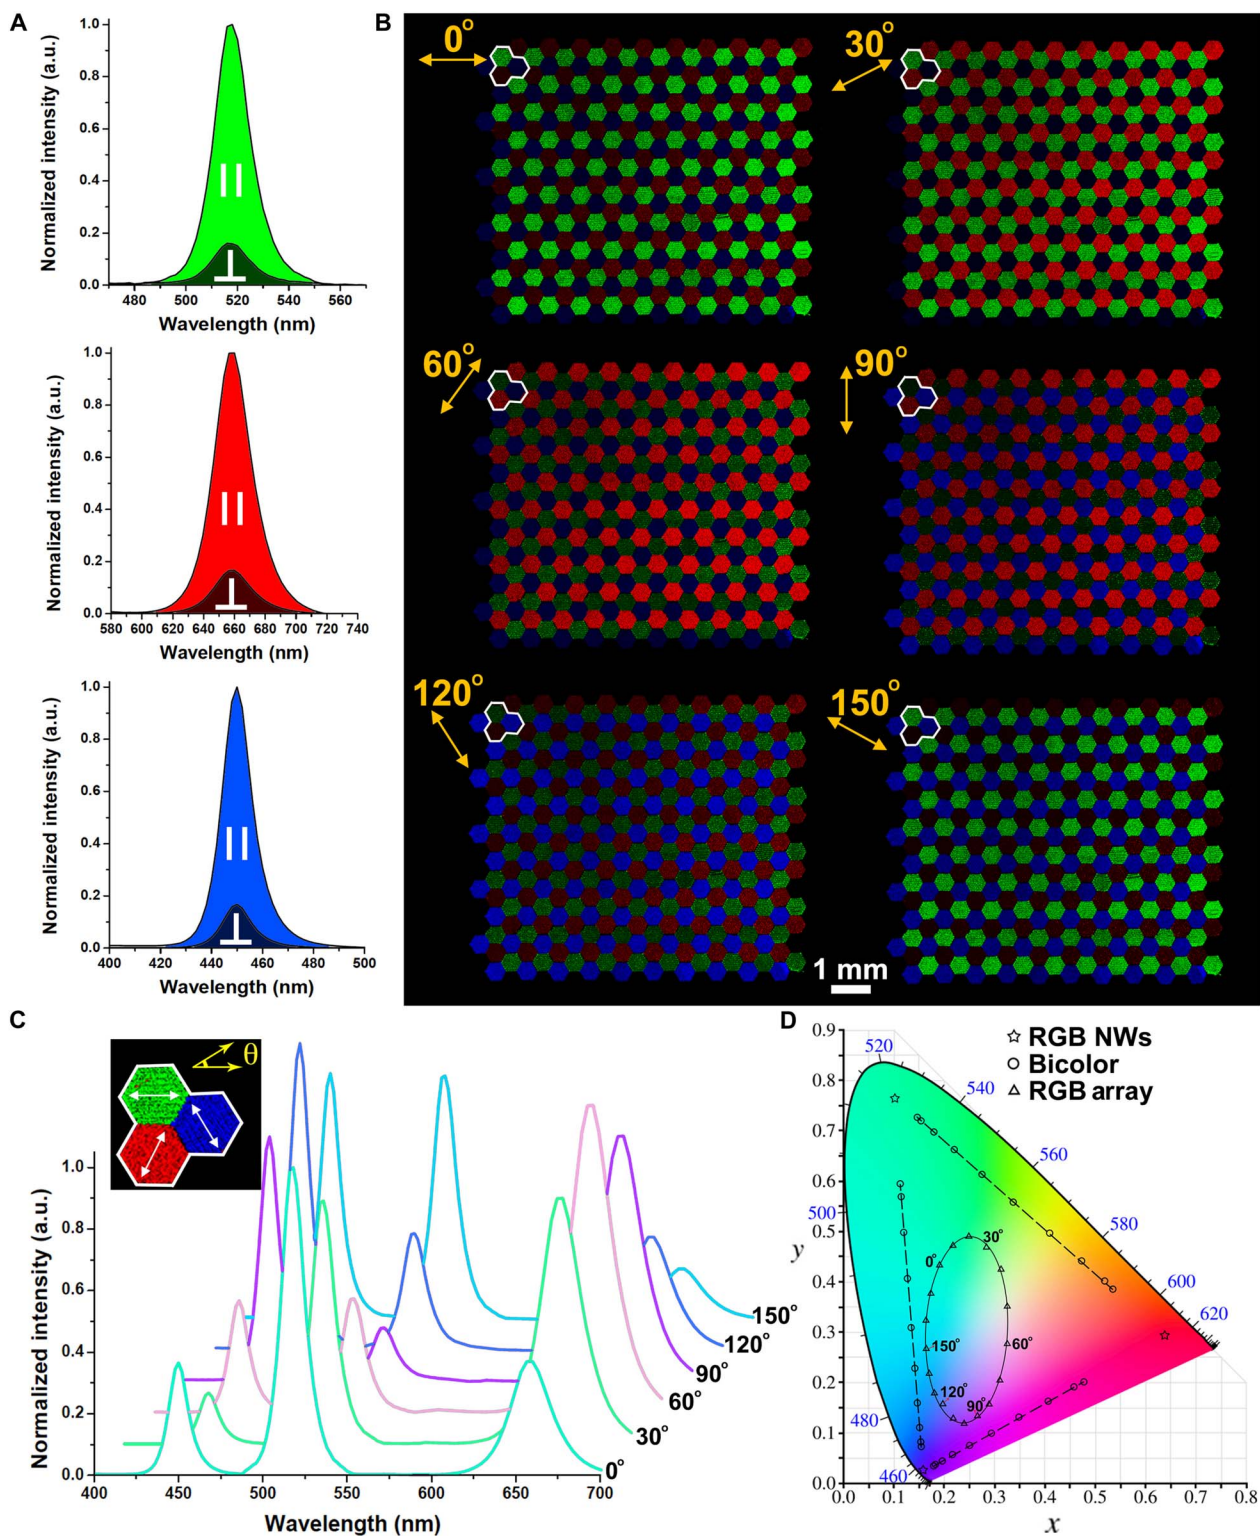 A
Normalized intensity (a.u.)
1.0
0.8
0.6
0.4
0.2
0.0
||
⊥
480 500 520 540 560
Wavelength (nm)
Normalized intensity (a.u.)
1.0
0.8
0.6
0.4
0.2
0.0
||
⊥
580 600 620 640 660 680 700 720 740
Wavelength (nm)
Normalized intensity (a.u.)
1.0
0.8
0.6
0.4
0.2
0.0
||
⊥
400 420 440 460 480 500
Wavelength (nm)
B
0°
30°
60°
90°
120°
150°
1 mm
C
θ
Normalized intensity (a.u.)
1.0
0.8
0.6
0.4
0.2
0.0
150°
120°
90°
60°
30°
0°
400 450 500 550 600 650 700
Wavelength (nm)
D
RGB NWs
Bicolor
RGB array
y
0.9
0.8
0.7
0.6
0.5
0.4
0.3
0.2
0.1
0.0
520
540
560
580
600
620
500
480
460
0°
30°
60°
90°
120°
150°
0.0 0.1 0.2 0.3 0.4 0.5 0.6 0.7 0.8
x